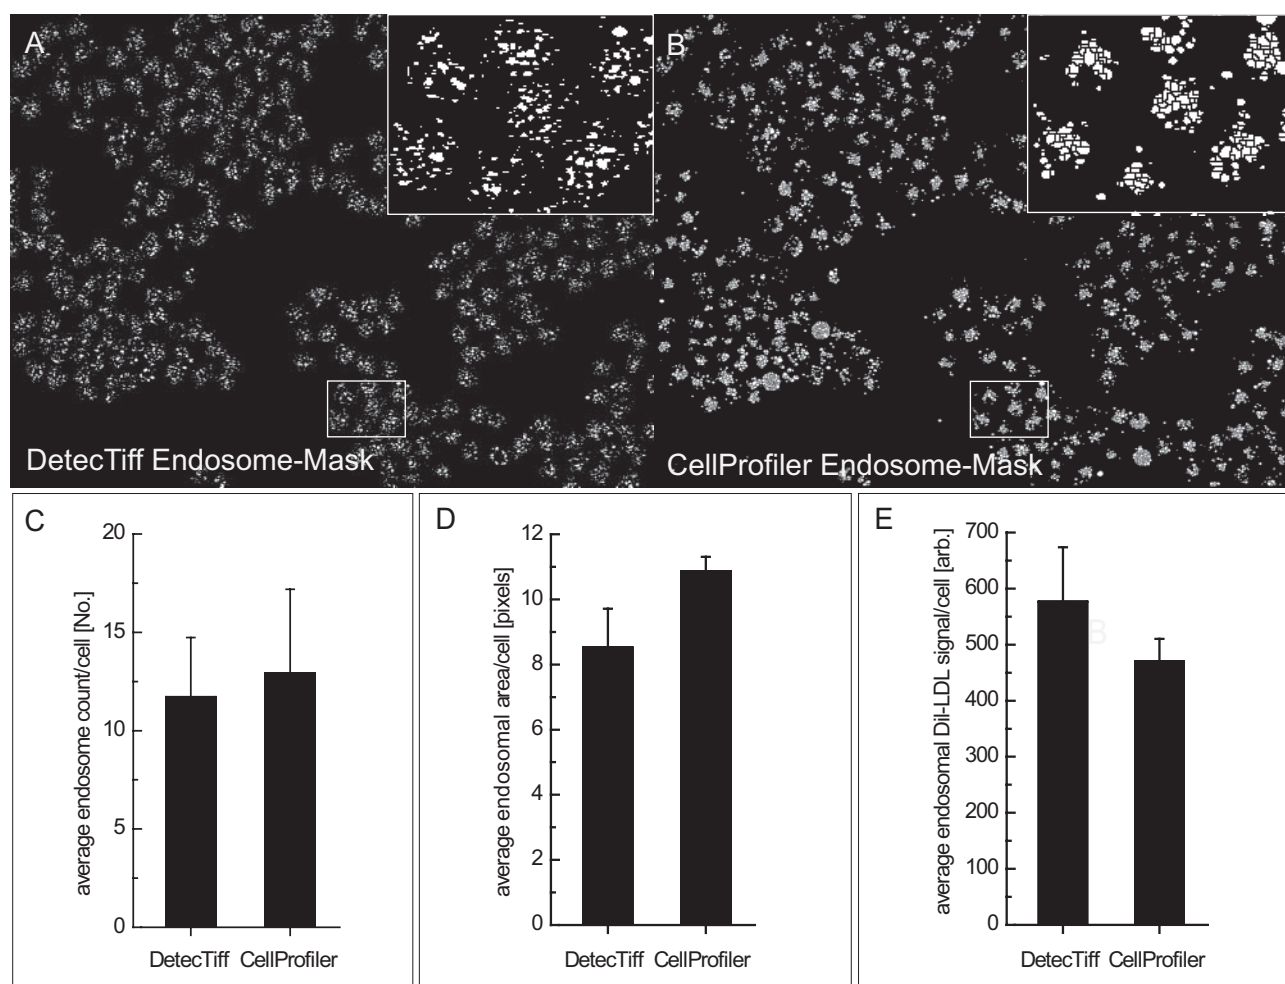 A
B
DetecTiff Endosome-Mask
CellProfiler Endosome-Mask
C
average endosome count/cell [No.]
20
15
10
5
0
DetecTiff CellProfiler
D
average endosomal area/cell [pixels]
12
10
8
6
4
2
0
DetecTiff CellProfiler
E
average endosomal DiI-LDL signal/cell [arb.]
700
600
500
400
300
200
100
0
B
DetecTiff CellProfiler